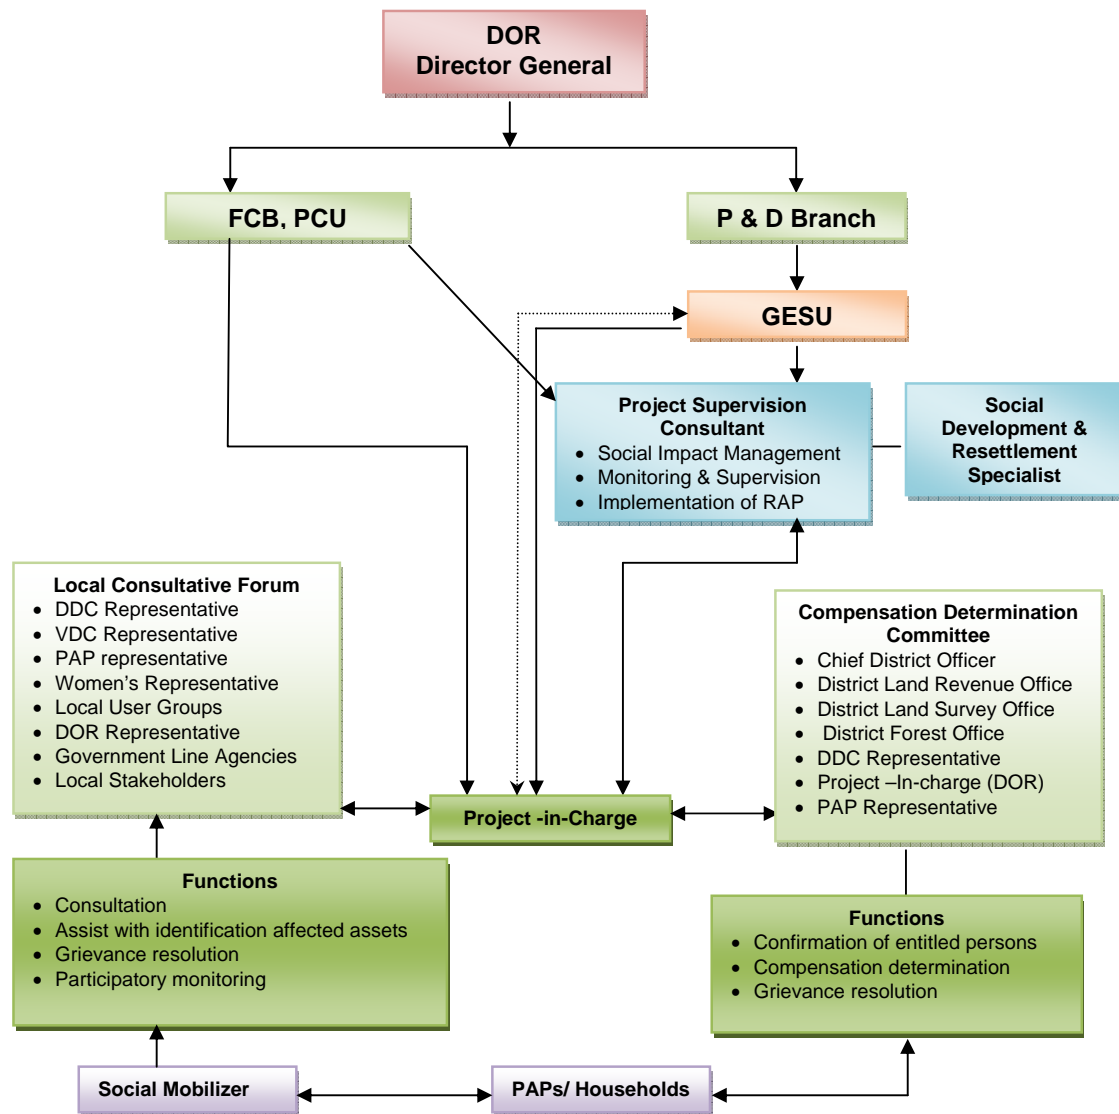 DOR
Director General
FCB, PCU
P & D Branch
GESU
Project Supervision
Consultant
• Social Impact Management
• Monitoring & Supervision
• Implementation of RAP
Social
Development &
Resettlement
Specialist
Local Consultative Forum
• DDC Representative
• VDC Representative
• PAP representative
• Women's Representative
• Local User Groups
• DOR Representative
• Government Line Agencies
• Local Stakeholders
Compensation Determination
Committee
• Chief District Officer
• District Land Revenue Office
• District Land Survey Office
• District Forest Office
• DDC Representative
• Project –In-charge (DOR)
• PAP Representative
Project -in-Charge
Functions
• Consultation
• Assist with identification affected assets
• Grievance resolution
• Participatory monitoring
Functions
• Confirmation of entitled persons
• Compensation determination
• Grievance resolution
Social Mobilizer
PAPs/ Households